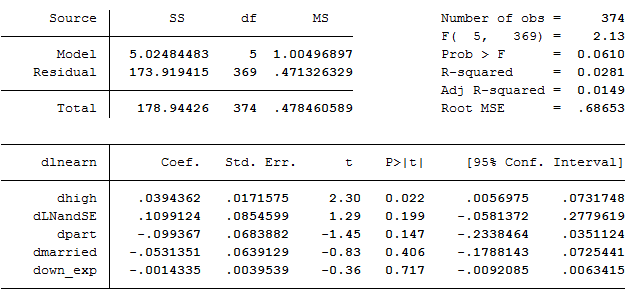 Source SS df MS Number of obs = 374
F( 5, 369) = 2.13
Model 5.02484483 5 1.00496897 Prob > F = 0.0610
Residual 173.919415 369 .471326329 R-squared = 0.0281
Adj R-squared = 0.0149
Total 178.94426 374 .478460589 Root MSE = .68653
dlnearn Coef. Std. Err. t P>|t| [95% Conf. Interval]
dhigh .0394362 .0171575 2.30 0.022 .0056975 .0731748
dLNandSE .1099124 .0854599 1.29 0.199 -.0581372 .2779619
dpart -.099367 .0683882 -1.45 0.147 -.2338464 .0351124
dmarried -.0531351 .0639129 -0.83 0.406 -.1788143 .0725441
down_exp -.0014335 .0039539 -0.36 0.717 -.0092085 .0063415